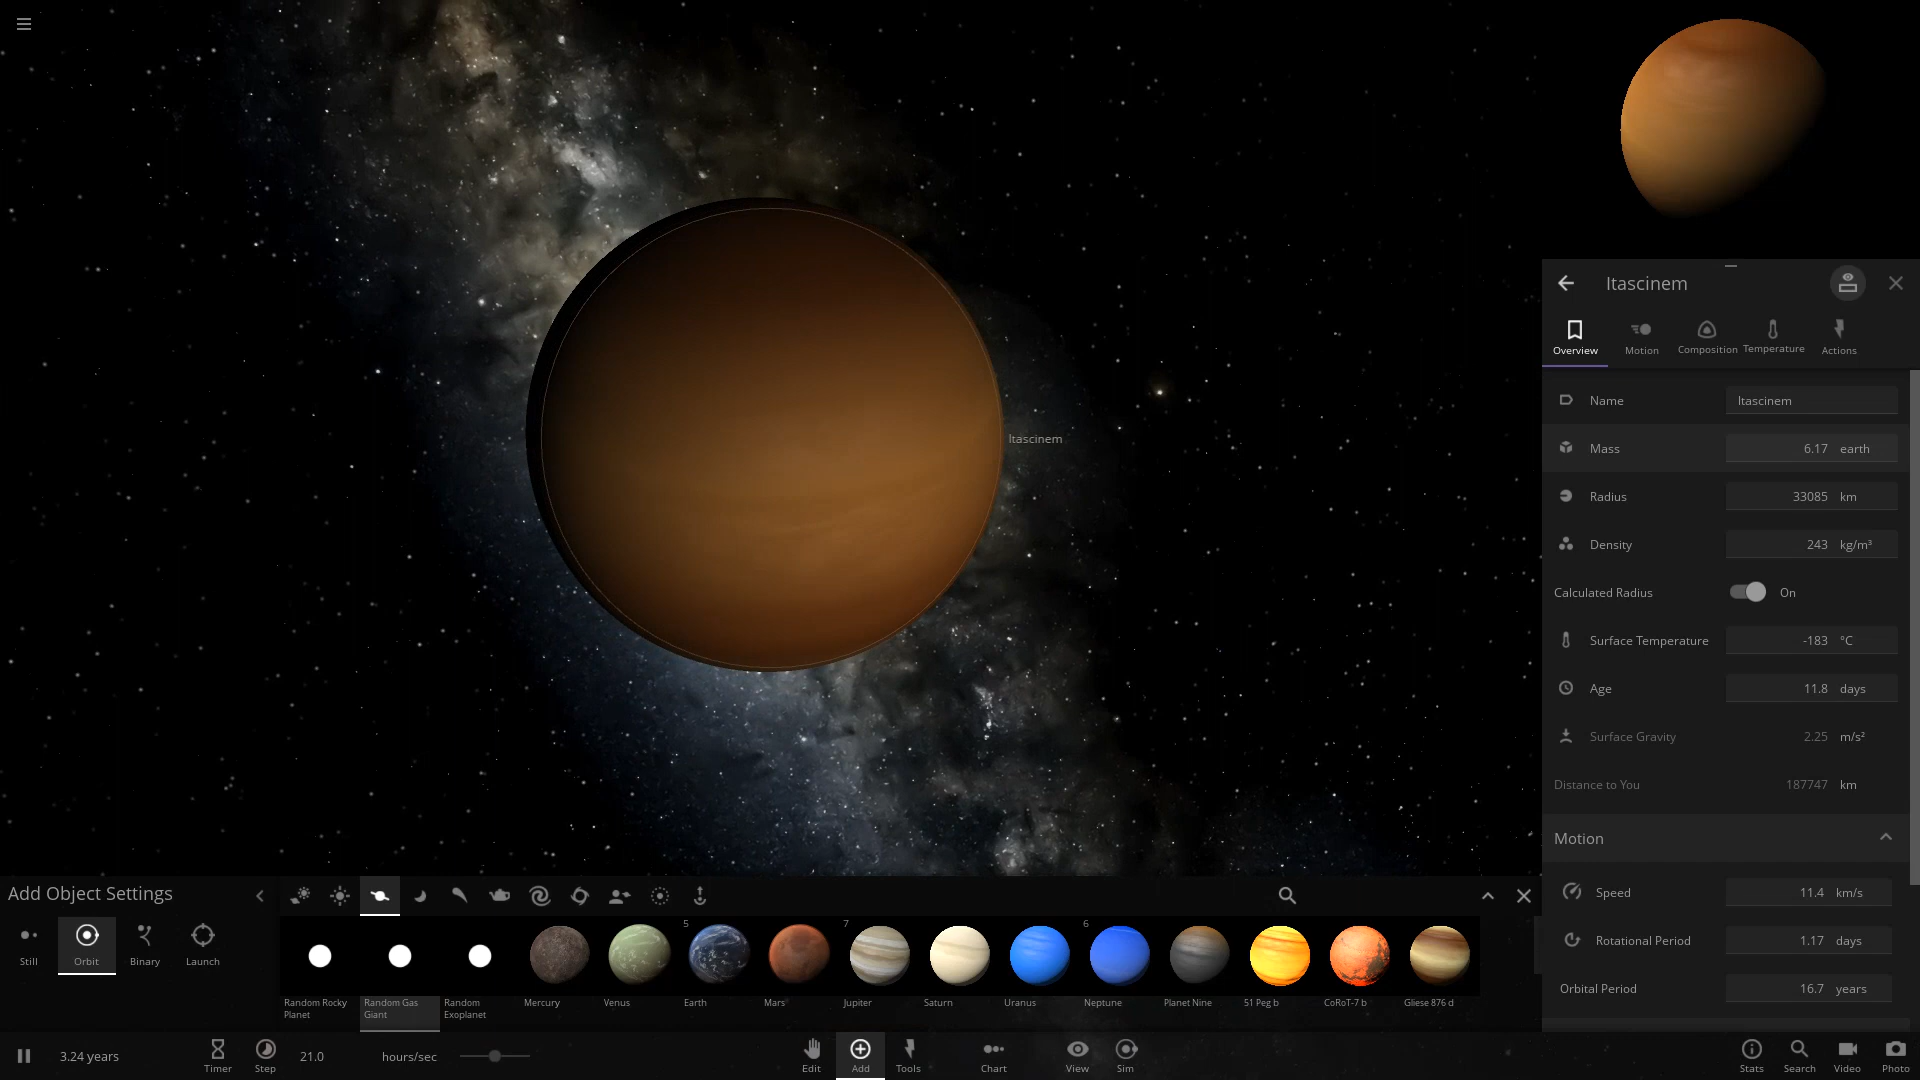 Itascinem
Itascinem
Overview
Motion
Composition
Temperature
Actions
Name Itascinem
Mass 6.17 earth
Radius 33085 km
Density 243 kg/m³
Calculated Radius On
Surface Temperature -183 °C
Age 11.8 days
Surface Gravity 2.25 m/s²
Distance to You 187747 km
Motion
Speed 11.4 km/s
Rotational Period 1.17 days
Orbital Period 16.7 years
Add Object Settings
Still
Orbit
Binary
Launch
5
7
6
Random Rocky
Planet
Random Gas
Giant
Random
Exoplanet
Mercury
Venus
Earth
Mars
Jupiter
Saturn
Uranus
Neptune
Planet Nine
51 Peg b
CoRoT-7 b
Gliese 876 d
3.24 years
Timer
Step
21.0 hours/sec
Edit
Add
Tools
Chart
View
Sim
Stats
Search
Video
Photo